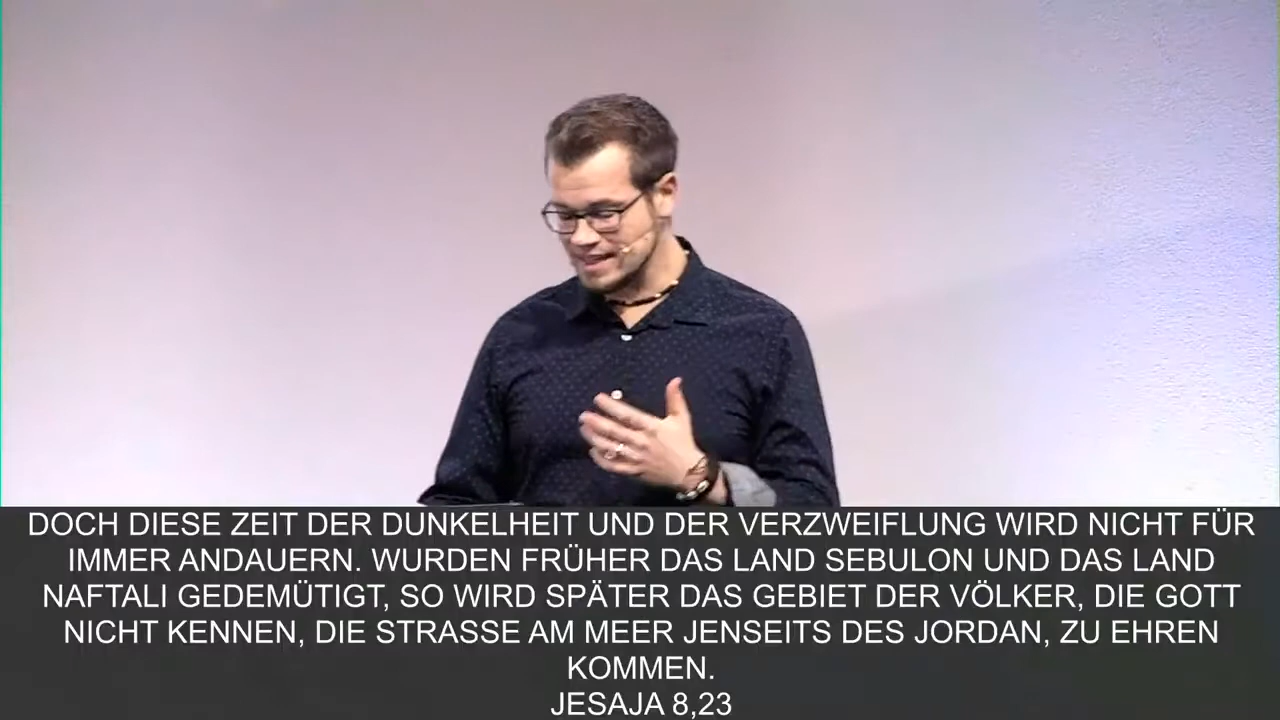 DOCH DIESE ZEIT DER DUNKELHEIT UND DER VERZWEIFLUNG WIRD NICHT FÜR
IMMER ANDAUERN. WURDEN FRÜHER DAS LAND SEBULON UND DAS LAND
NAFTALI GEDEMÜTIGT, SO WIRD SPÄTER DAS GEBIET DER VÖLKER, DIE GOTT
NICHT KENNEN, DIE STRASSE AM MEER JENSEITS DES JORDAN, ZU EHREN
KOMMEN.
JESAJA 8,23